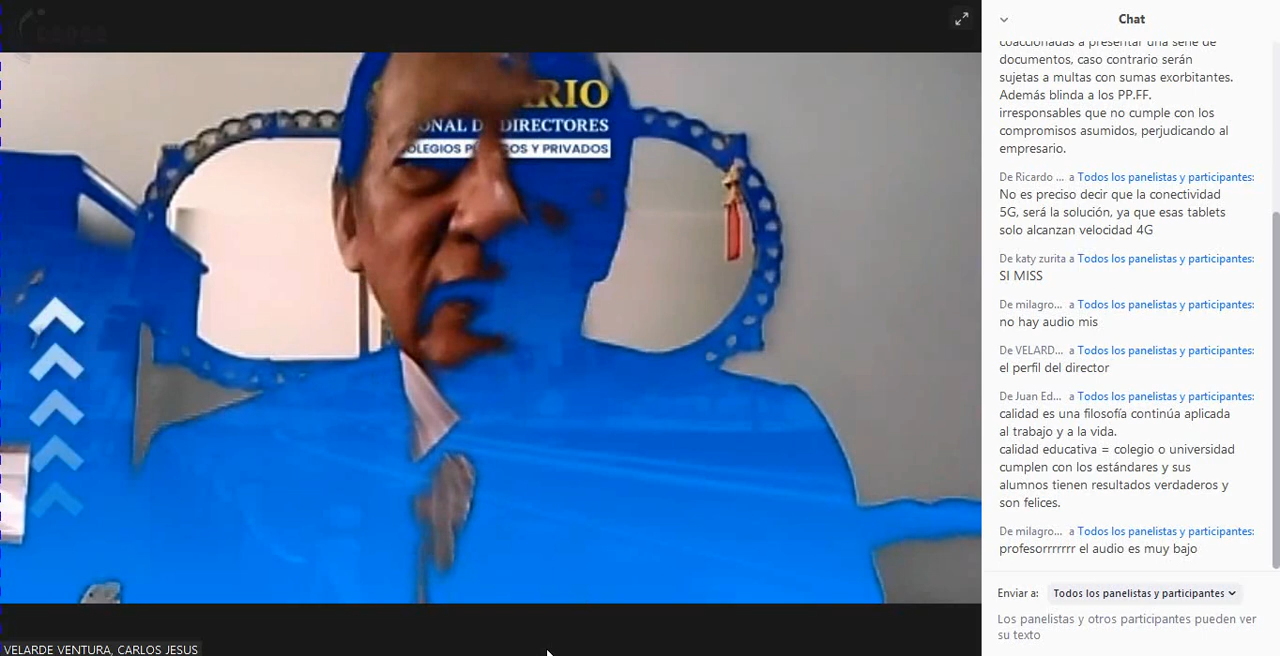 RIO
ONAL D DIRECTORES
OLEGIOS P COS Y PRIVADOS
VELARDE VENTURA, CARLOS JESUS
Chat
coaccionadas a presentar una serie de
documentos, caso contrario serán
sujetas a multas con sumas exorbitantes.
Además blinda a los PP.FF.
irresponsables que no cumple con los
compromisos asumidos, perjudicando al
empresario.
De Ricardo ... a Todos los panelistas y participantes:
No es preciso decir que la conectividad
5G, será la solución, ya que esas tablets
solo alcanzan velocidad 4G
De katy zurita a Todos los panelistas y participantes:
SI MISS
De milagro... a Todos los panelistas y participantes:
no hay audio mis
De VELARD... a Todos los panelistas y participantes:
el perfil del director
De Juan Ed... a Todos los panelistas y participantes:
calidad es una filosofía continúa aplicada
al trabajo y a la vida.
calidad educativa = colegio o universidad
cumplen con los estándares y sus
alumnos tienen resultados verdaderos y
son felices.
De milagro... a Todos los panelistas y participantes:
profesorrrrrrr el audio es muy bajo
Enviar a: Todos los panelistas y participantes
Los panelistas y otros participantes pueden ver
su texto